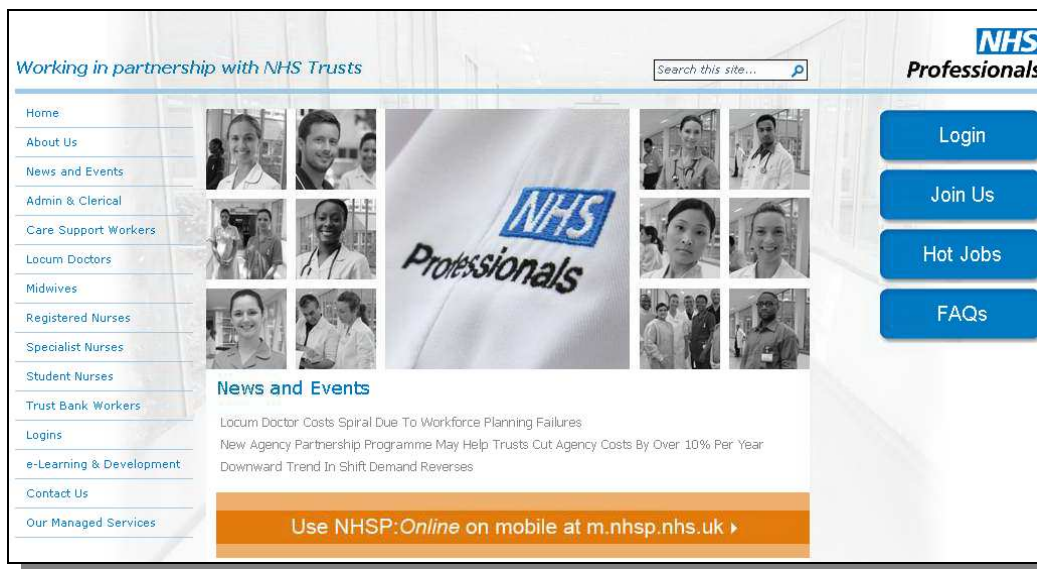 NHS
Working in partnership with NHS Trusts
Search this site...
Professionals
Home
About Us
News and Events
Admin & Clerical
Care Support Workers
Locum Doctors
Midwives
Registered Nurses
Specialist Nurses
Student Nurses
Trust Bank Workers
Logins
e-Learning & Development
Contact Us
Our Managed Services
NHS
Professionals
News and Events
Locum Doctor Costs Spiral Due To Workforce Planning Failures
New Agency Partnership Programme May Help Trusts Cut Agency Costs By Over 10% Per Year
Downward Trend In Shift Demand Reverses
Use NHSP:Online on mobile at m.nhsp.nhs.uk
Login
Join Us
Hot Jobs
FAQs